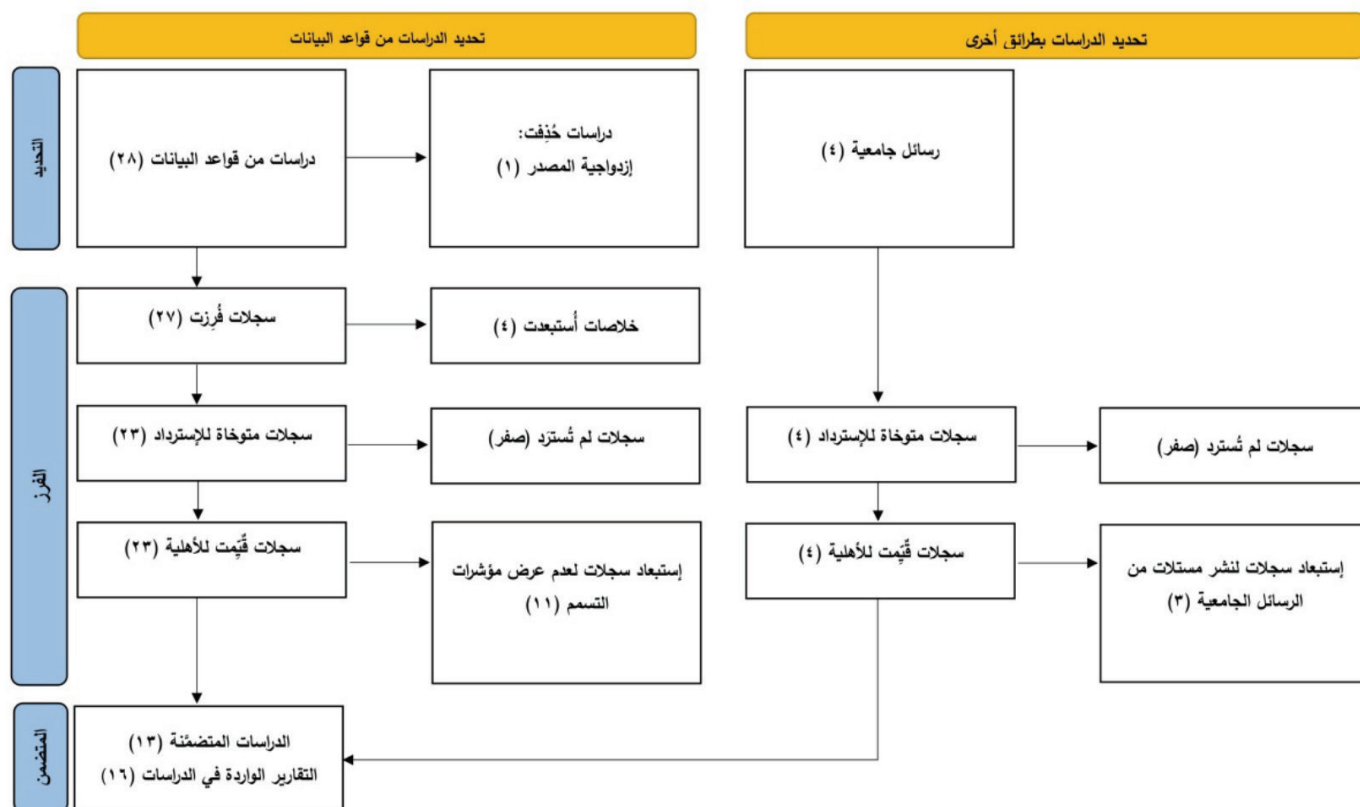 تحديد الدراسات من قواعد البيانات
تحديد الدراسات بطرائق أخرى
التحديد
دراسات من قواعد البيانات (٢٨)
دراسات حُذِفت:
إزدواجية المصدر (١)
رسائل جامعية (٤)
الفرز
سجلات فُرِزت (٢٧)
خلاصات أُستبعدت (٤)
سجلات متوخاة للإسترداد (٢٣)
سجلات لم تُسترَد (صفر)
سجلات متوخاة للإسترداد (٤)
سجلات لم تُسترد (صفر)
سجلات قُيِّمت للأهلية (٢٣)
إستبعاد سجلات لعدم عرض مؤشرات
التسمم (١١)
سجلات قُيِّمت للأهلية (٤)
إستبعاد سجلات لنشر مستلات من
الرسائل الجامعية (٣)
المتضمن
الدراسات المتضمَّنة (١٣)
التقارير الواردة في الدراسات (١٦)